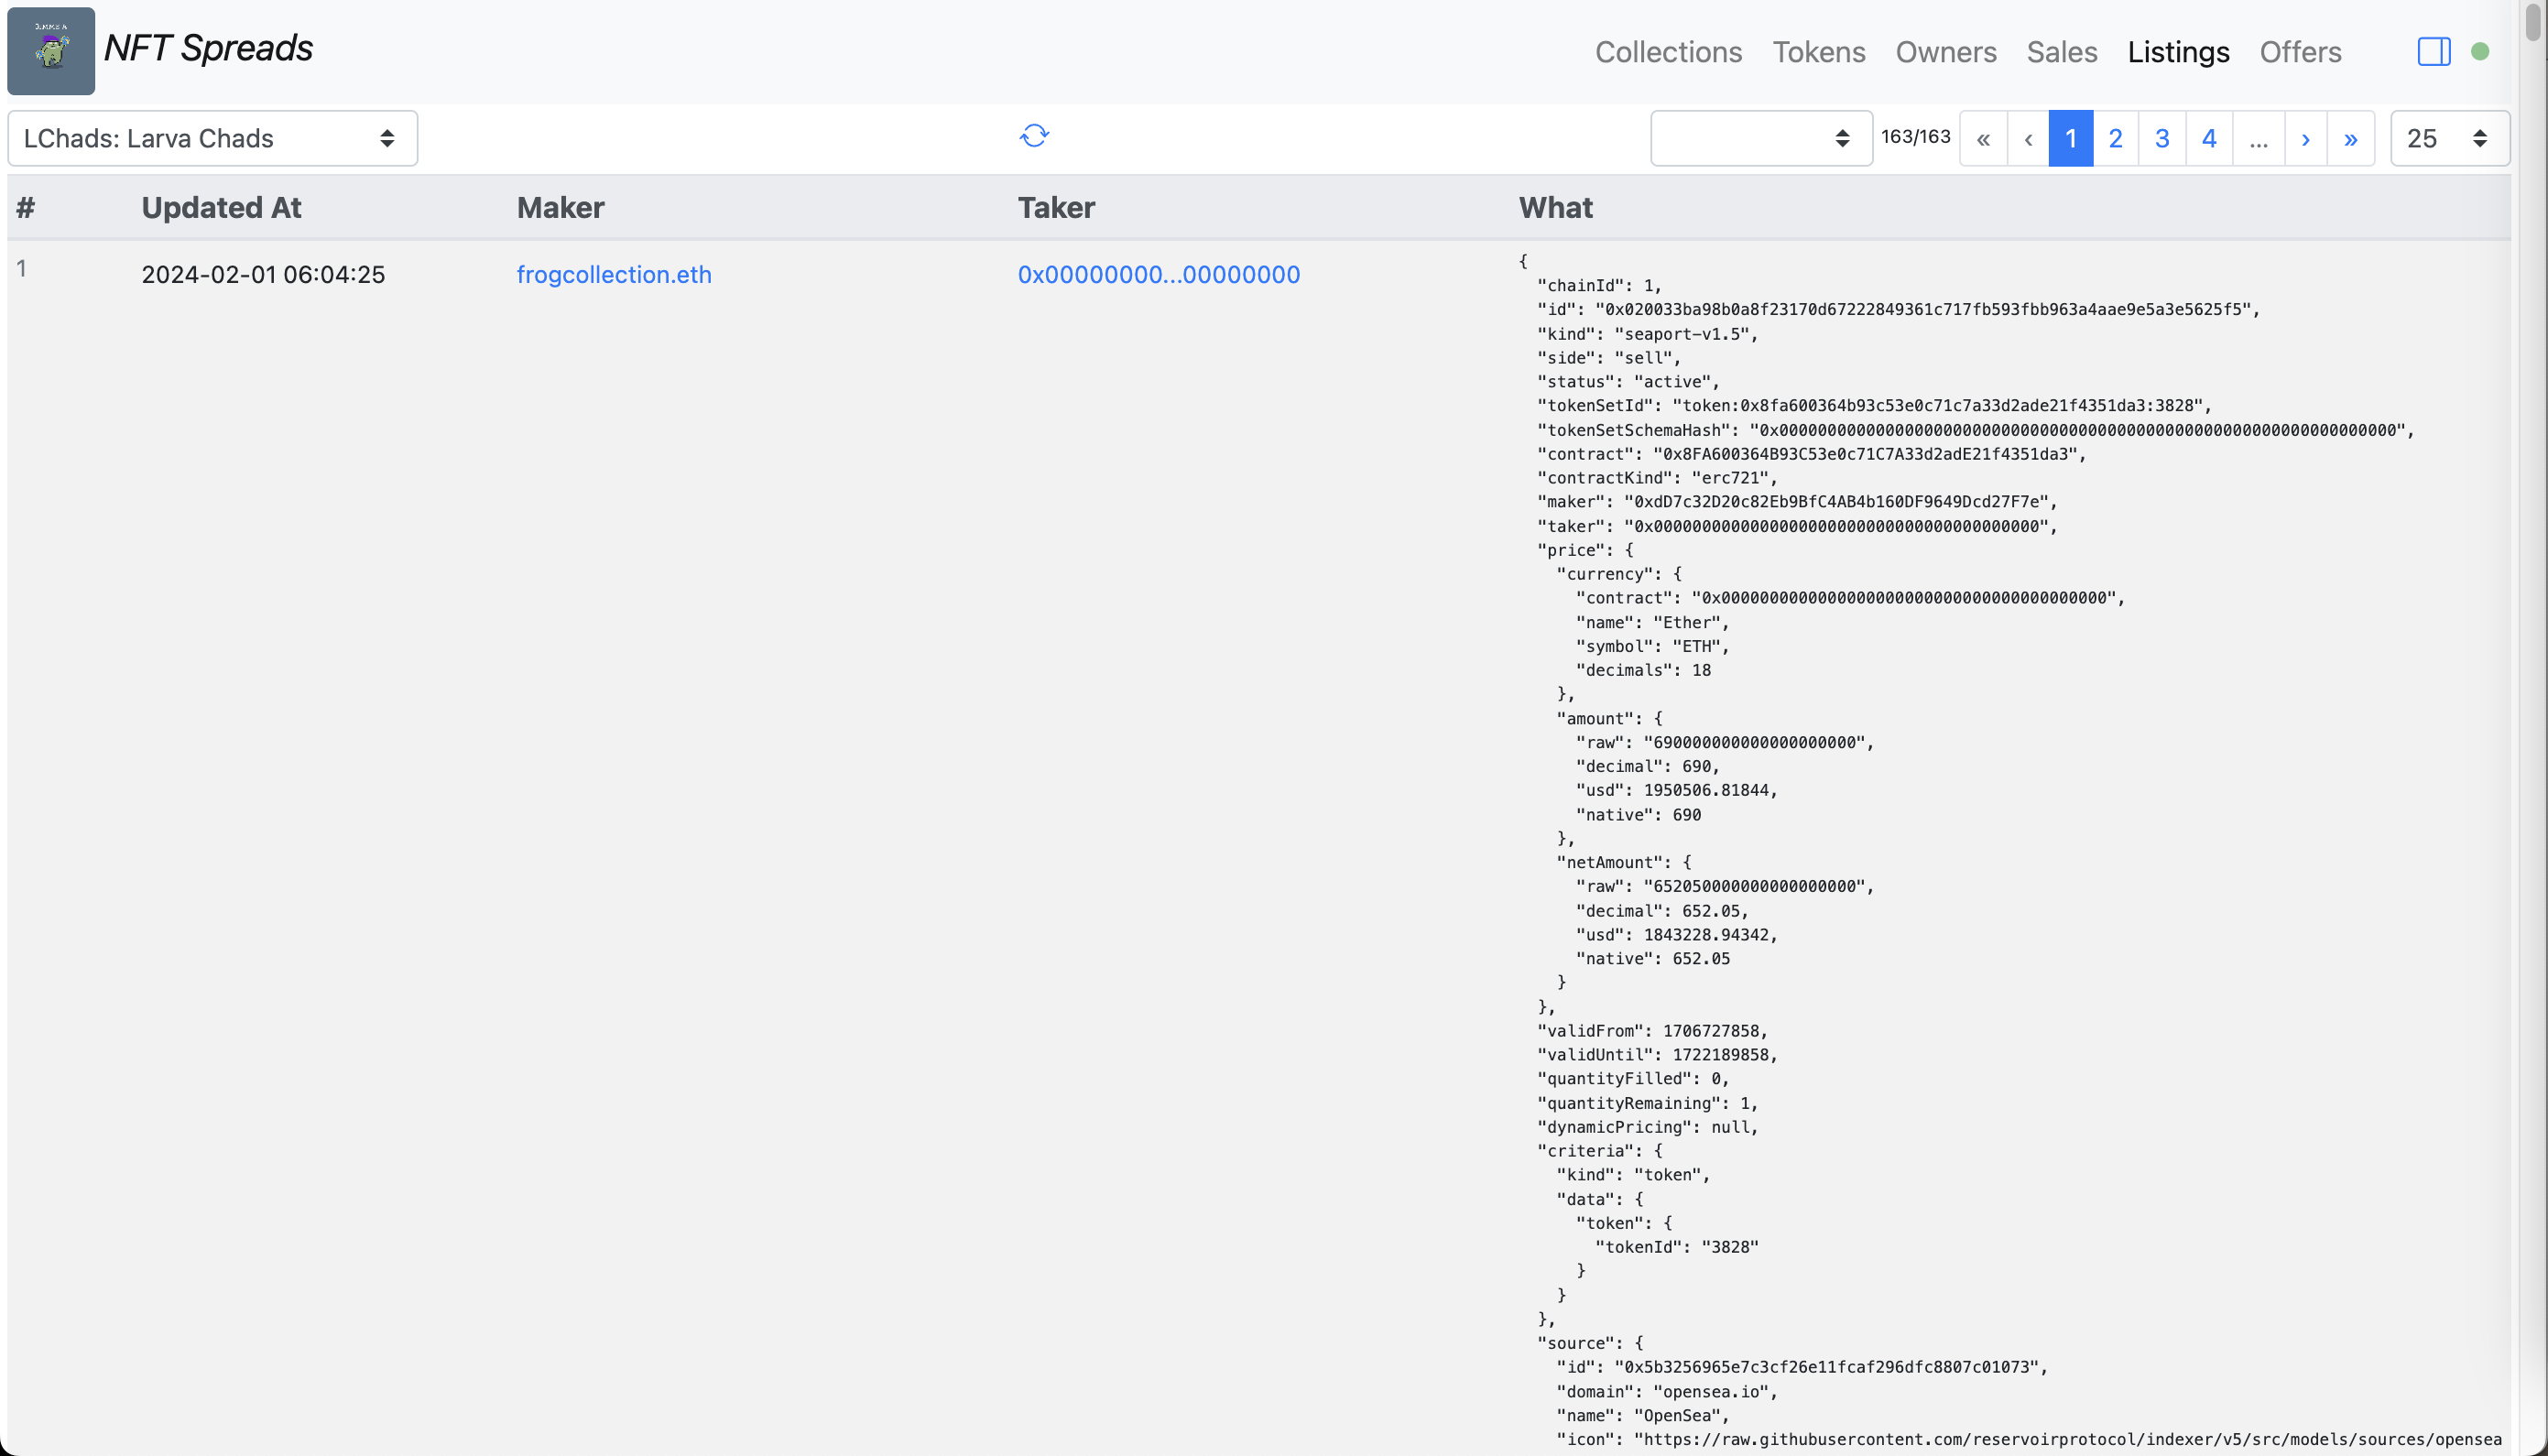 NFT Spreads
Collections Tokens Owners Sales Listings Offers
LChads: Larva Chads
163/163 « ‹ 1 2 3 4 ... › » 25
# Updated At Maker Taker What
1 2024-02-01 06:04:25 frogcollection.eth 0x00000000...00000000
{
"chainId": 1,
"id": "0x020033ba98b0a8f23170d67222849361c717fb593fbb963a4aae9e5a3e5625f5",
"kind": "seaport-v1.5",
"side": "sell",
"status": "active",
"tokenSetId": "token:0x8fa600364b93c53e0c71c7a33d2ade21f4351da3:3828",
"tokenSetSchemaHash": "0x0000000000000000000000000000000000000000000000000000000000000000",
"contract": "0x8FA600364B93C53e0c71C7A33d2adE21f4351da3",
"contractKind": "erc721",
"maker": "0xdD7c32D20c82Eb9BfC4AB4b160DF9649Dcd27F7e",
"taker": "0x0000000000000000000000000000000000000000",
"price": {
"currency": {
"contract": "0x0000000000000000000000000000000000000000",
"name": "Ether",
"symbol": "ETH",
"decimals": 18
},
"amount": {
"raw": "690000000000000000000",
"decimal": 690,
"usd": 1950506.81844,
"native": 690
},
"netAmount": {
"raw": "652050000000000000000",
"decimal": 652.05,
"usd": 1843228.94342,
"native": 652.05
}
},
"validFrom": 1706727858,
"validUntil": 1722189858,
"quantityFilled": 0,
"quantityRemaining": 1,
"dynamicPricing": null,
"criteria": {
"kind": "token",
"data": {
"token": {
"tokenId": "3828"
}
}
},
"source": {
"id": "0x5b3256965e7c3cf26e11fcaf296dfc8807c01073",
"domain": "opensea.io",
"name": "OpenSea",
"icon": "https://raw.githubusercontent.com/reservoirprotocol/indexer/v5/src/models/sources/opensea